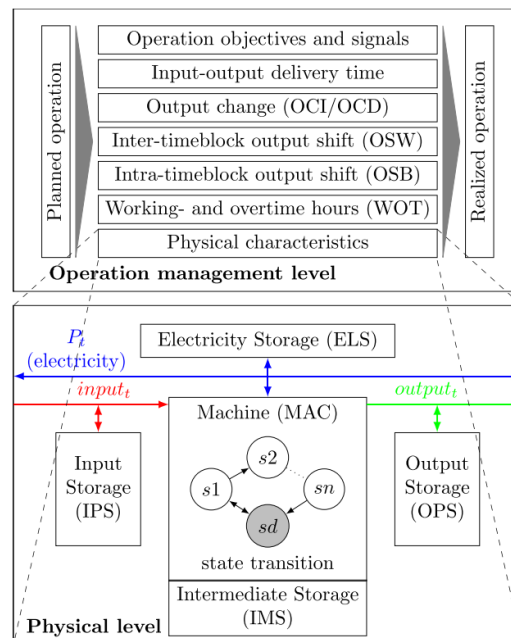 Planned operation
Operation objectives and signals
Input-output delivery time
Output change (OCI/OCD)
Inter-timeblock output shift (OSW)
Intra-timeblock output shift (OSB)
Working- and overtime hours (WOT)
Physical characteristics
Realized operation
Operation management level
P't
(electricity)
Electricity Storage (ELS)
input_t
output_t
Machine (MAC)
s2
s1
sn
sd
state transition
Input
Storage
(IPS)
Output
Storage
(OPS)
Intermediate Storage
(IMS)
Physical level